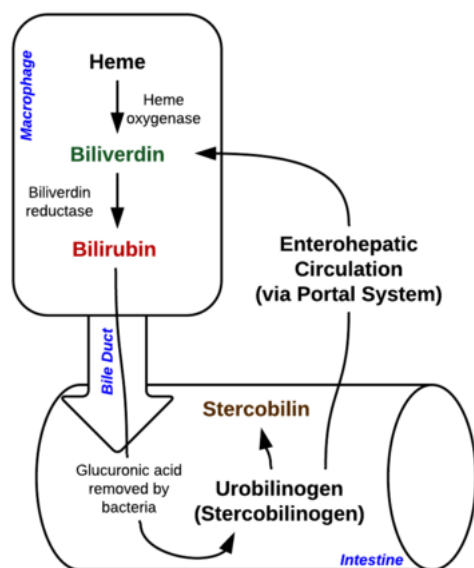 Macrophage
Heme
Heme
oxygenase
Biliverdin
Biliverdin
reductase
Bilirubin
Enterohepatic
Circulation
(via Portal System)
Bile Duct
Stercobilin
Glucuronic acid
removed by
bacteria
Urobilinogen
(Stercobilinogen)
Intestine